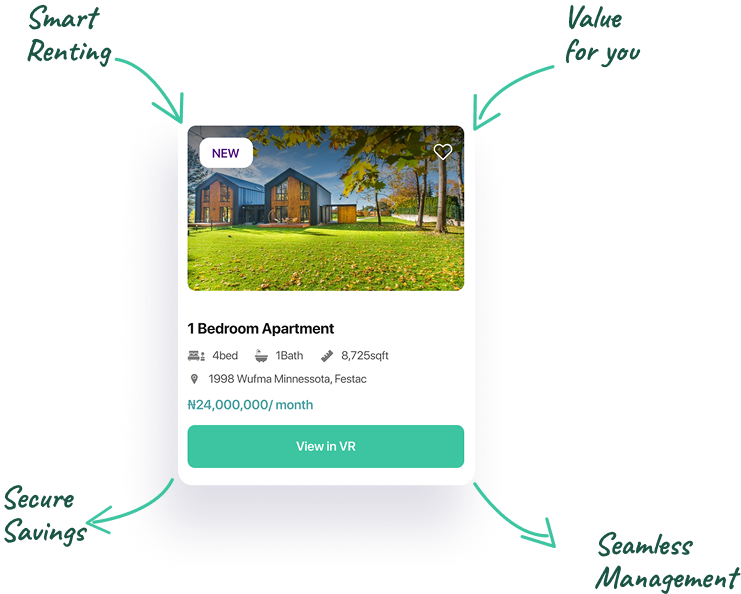 Smart
Renting
Value
for you
NEW
1 Bedroom Apartment
4bed 1Bath 8,725sqft
1998 Wufma Minnessota, Festac
₦24,000,000/ month
View in VR
Secure
Savings
Seamless
Management